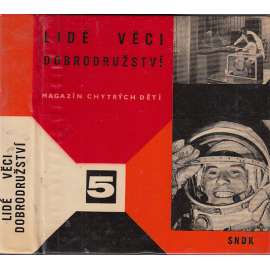 LIDÉ VĚCI
DOBRODRUŽSTVÍ
MAGAZÍN CHYTRÝCH DĚTÍ
5
SNDK
LIDÉ VĚCI
DOBRODRUŽSTVÍ